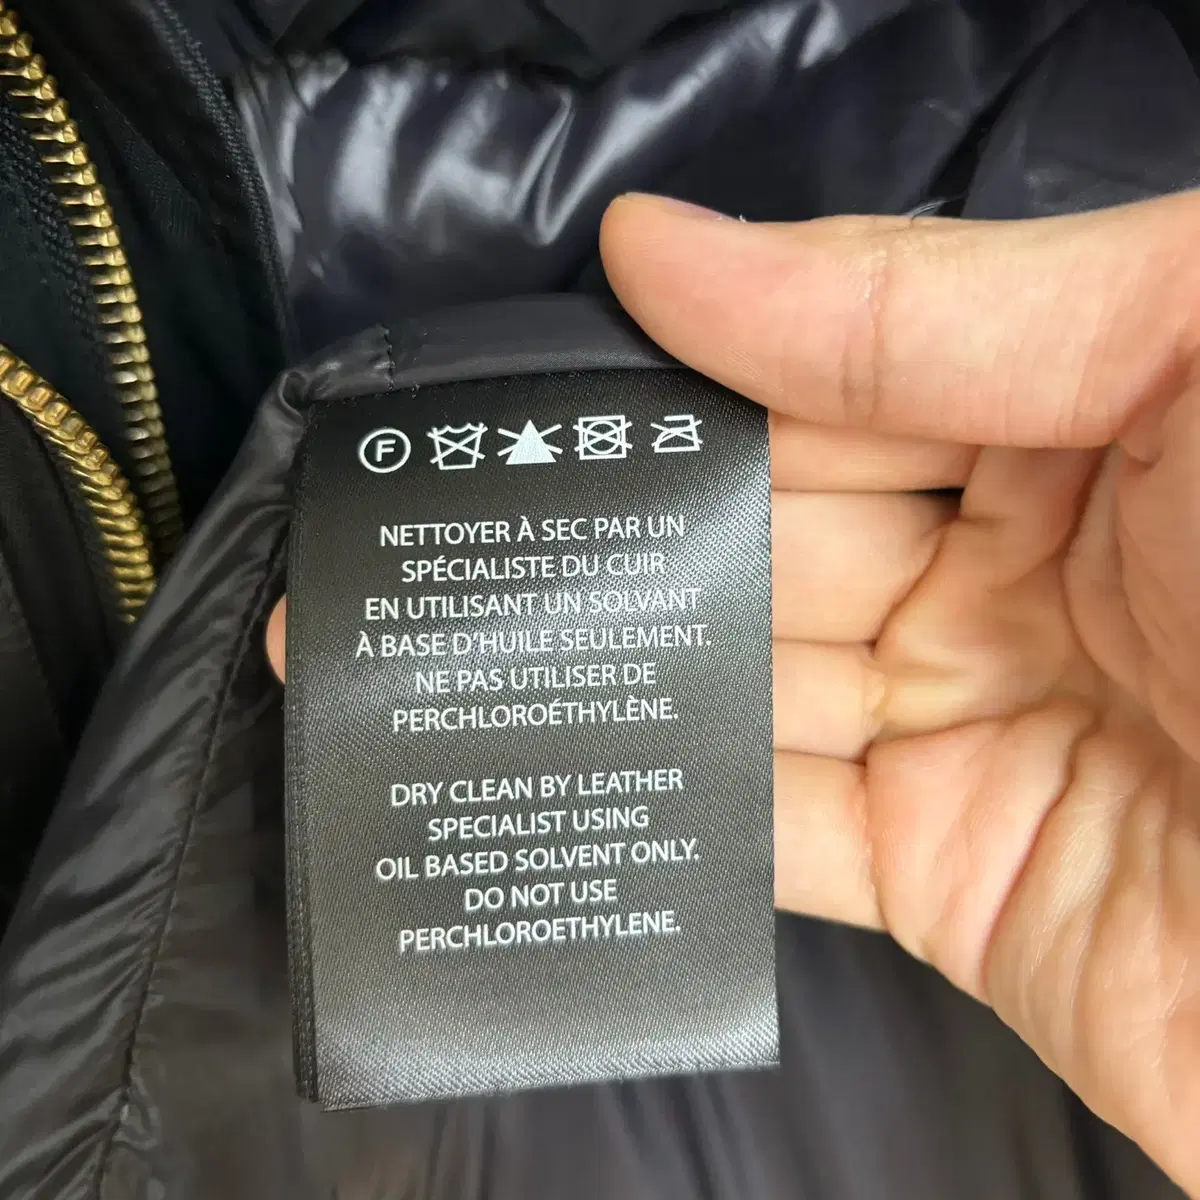 F
NETTOYER À SEC PAR UN
SPÉCIALISTE DU CUIR
EN UTILISANT UN SOLVANT
À BASE D'HUILE SEULEMENT.
NE PAS UTILISER DE
PERCHLOROÉTHYLÈNE.
DRY CLEAN BY LEATHER
SPECIALIST USING
OIL BASED SOLVENT ONLY.
DO NOT USE
PERCHLOROETHYLENE.